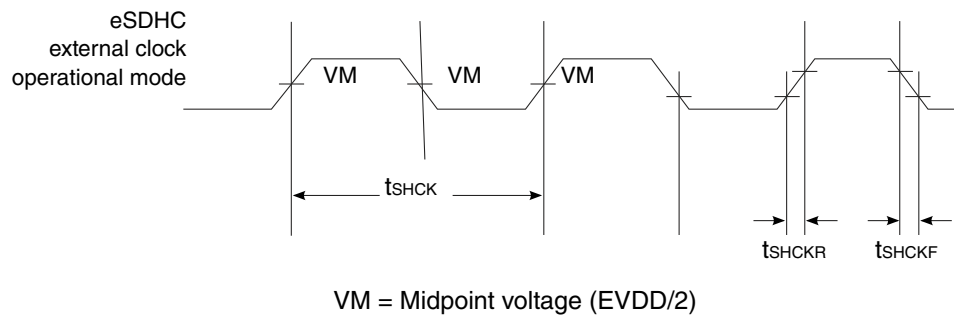 eSDHC
external clock
operational mode
VM VM VM
tSHCK
tSHCKR tSHCKF
VM = Midpoint voltage (EVDD/2)